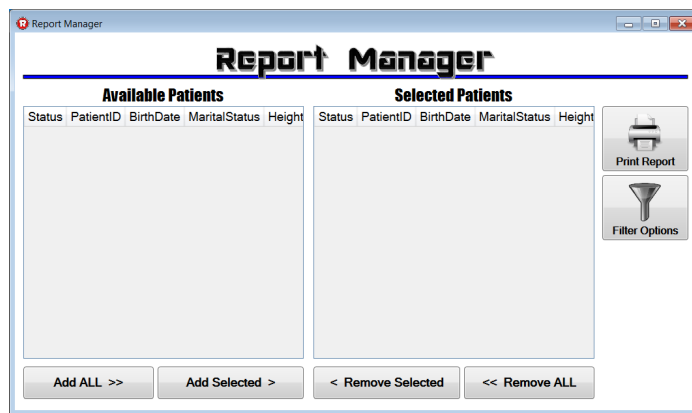 Report Manager
Report Manager
Available Patients
Selected Patients
Status PatientID BirthDate MaritalStatus Height
Status PatientID BirthDate MaritalStatus Height
Print Report
Filter Options
Add ALL >>
Add Selected >
< Remove Selected
<< Remove ALL